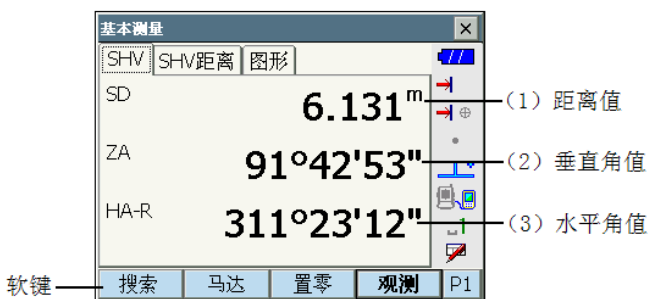 基本测量
SHV SHV距离 图形
SD 6.131m
(1) 距离值
ZA 91°42'53"
(2) 垂直角值
HA-R 311°23'12"
(3) 水平角值
1
软键
搜索 马达 置零 观测 P1